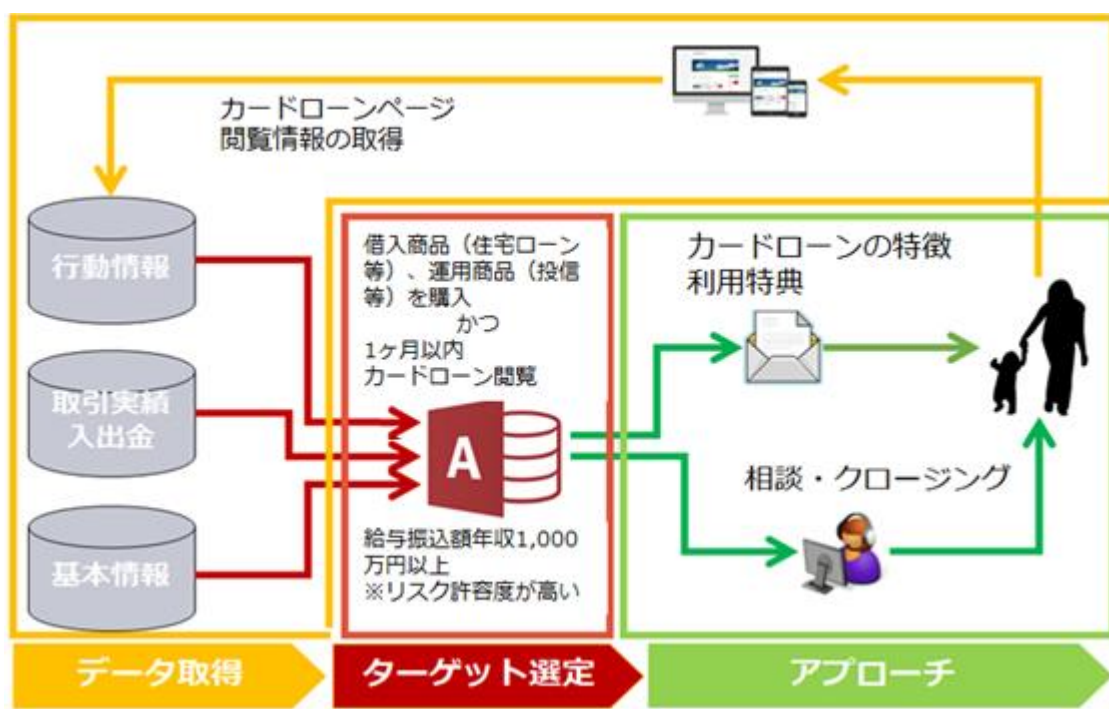 カードローンページ
閲覧情報の取得
行動情報
取引実績
入出金
基本情報
借入商品（住宅ローン
等）、運用商品（投信
等）を購入
かつ
1ヶ月以内
カードローン閲覧
A
給与振込額年収1,000
万円以上
※リスク許容度が高い
カードローンの特徴
利用特典
相談・クロージング
データ取得
ターゲット選定
アプローチ